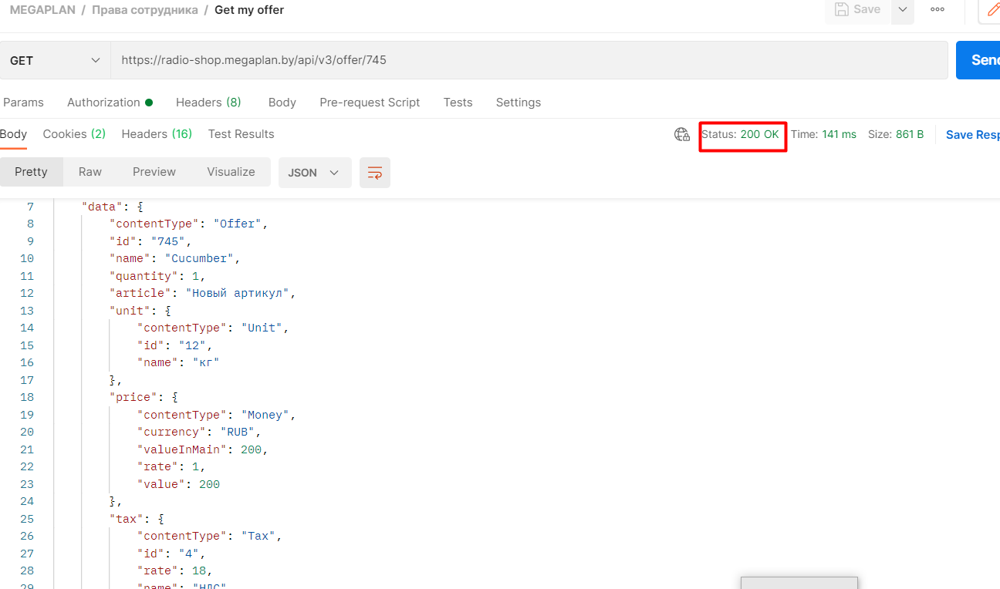 MEGAPLAN / Права сотрудника / Get my offer
Save
GET
https://radio-shop.megaplan.by/api/v3/offer/745
Send
Params Authorization Headers (8) Body Pre-request Script Tests Settings
Body Cookies (2) Headers (16) Test Results Status: 200 OK Time: 141 ms Size: 861 B Save Resp
Pretty Raw Preview Visualize JSON
7 "data": {
8 "contentType": "Offer",
9 "id": "745",
10 "name": "Cucumber",
11 "quantity": 1,
12 "article": "Новый артикул",
13 "unit": {
14 "contentType": "Unit",
15 "id": "12",
16 "name": "кг"
17 },
18 "price": {
19 "contentType": "Money",
20 "currency": "RUB",
21 "valueInMain": 200,
22 "rate": 1,
23 "value": 200
24 },
25 "tax": {
26 "contentType": "Tax",
27 "id": "4",
28 "rate": 18,
29 "name": "НДС"